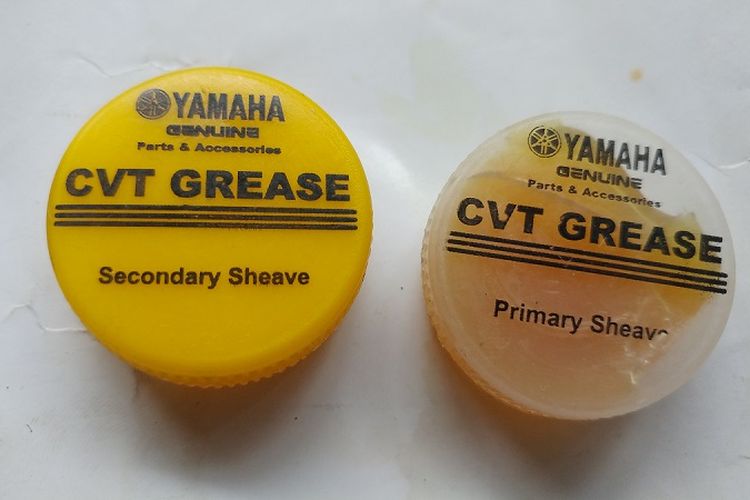 YAMAHA
GENUINE
Parts & Accessories
CVT GREASE
Secondary Sheave
YAMAHA
GENUINE
Parts & Accessories
CVT GREASE
Primary Sheave